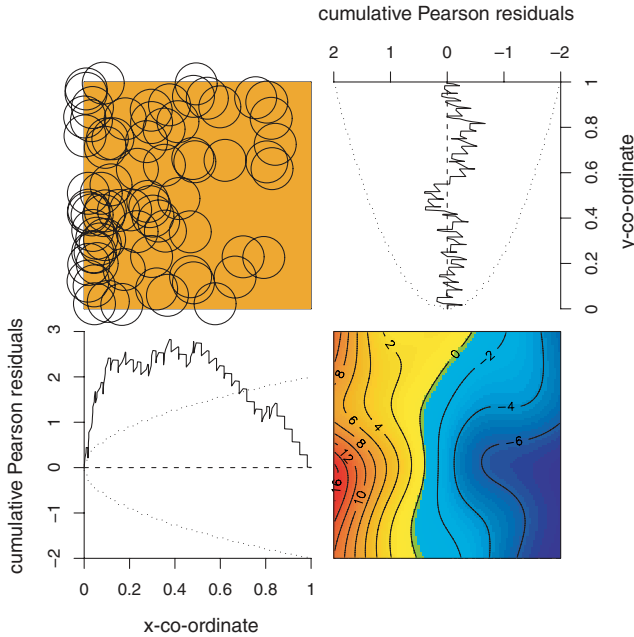 cumulative Pearson residuals
2 1 0 −1 −2
0 0.2 0.4 0.6 0.8 1
y-co-ordinate
cumulative Pearson residuals
−2 −1 0 1 2 3
0 0.2 0.4 0.6 0.8 1
x-co-ordinate
8
2
0
−2
−4
−6
4
6
8
12
16
10